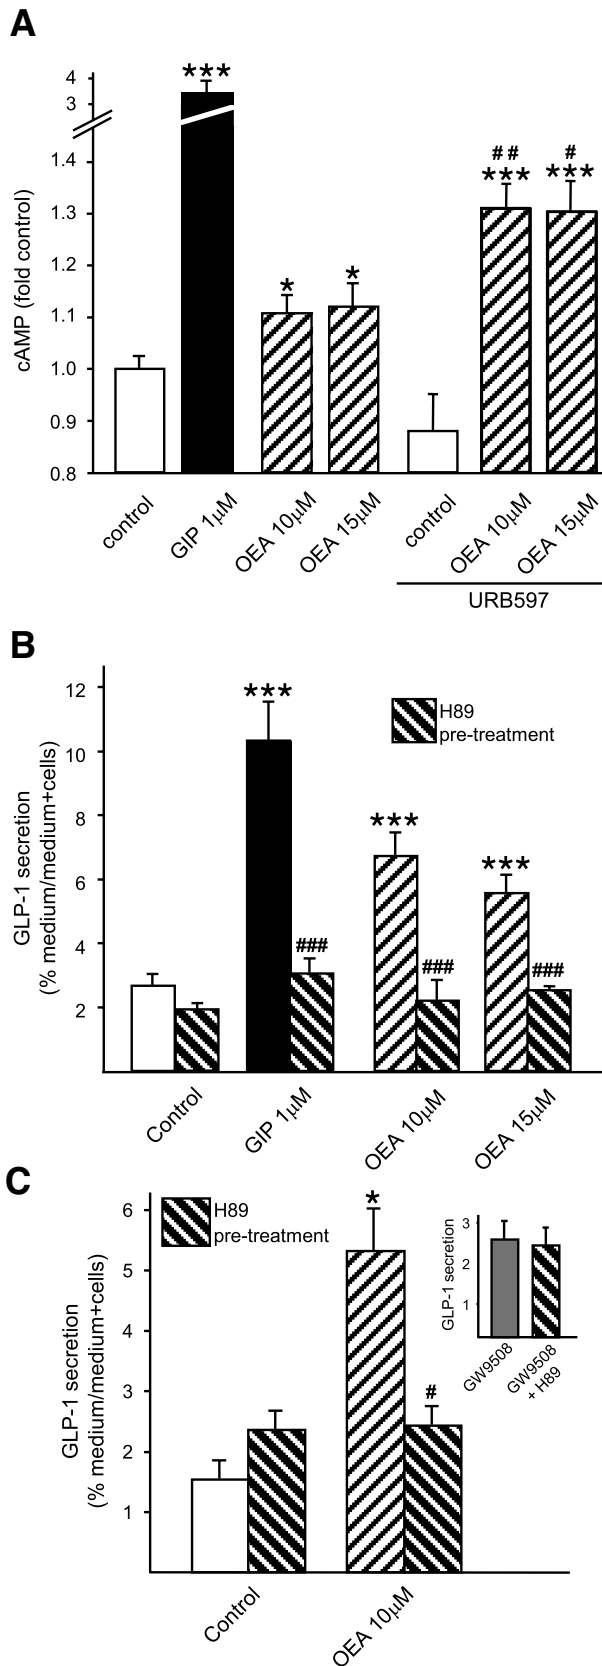 A
cAMP (fold control)
4
3
1.4
1.3
1.2
1.1
1.0
0.9
0.8
***
*
*
##
***
#
***
control
GIP 1μM
OEA 10μM
OEA 15μM
control
OEA 10μM
OEA 15μM
URB597
B
GLP-1 secretion
(% medium/medium+cells)
12
10
8
6
4
2
H89
pre-treatment
***
###
***
###
***
###
Control
GIP 1μM
OEA 10μM
OEA 15μM
C
GLP-1 secretion
(% medium/medium+cells)
6
5
4
3
2
1
H89
pre-treatment
*
#
Control
OEA 10μM
GLP-1 secretion
3
2
1
GW9508
GW9508
+ H89